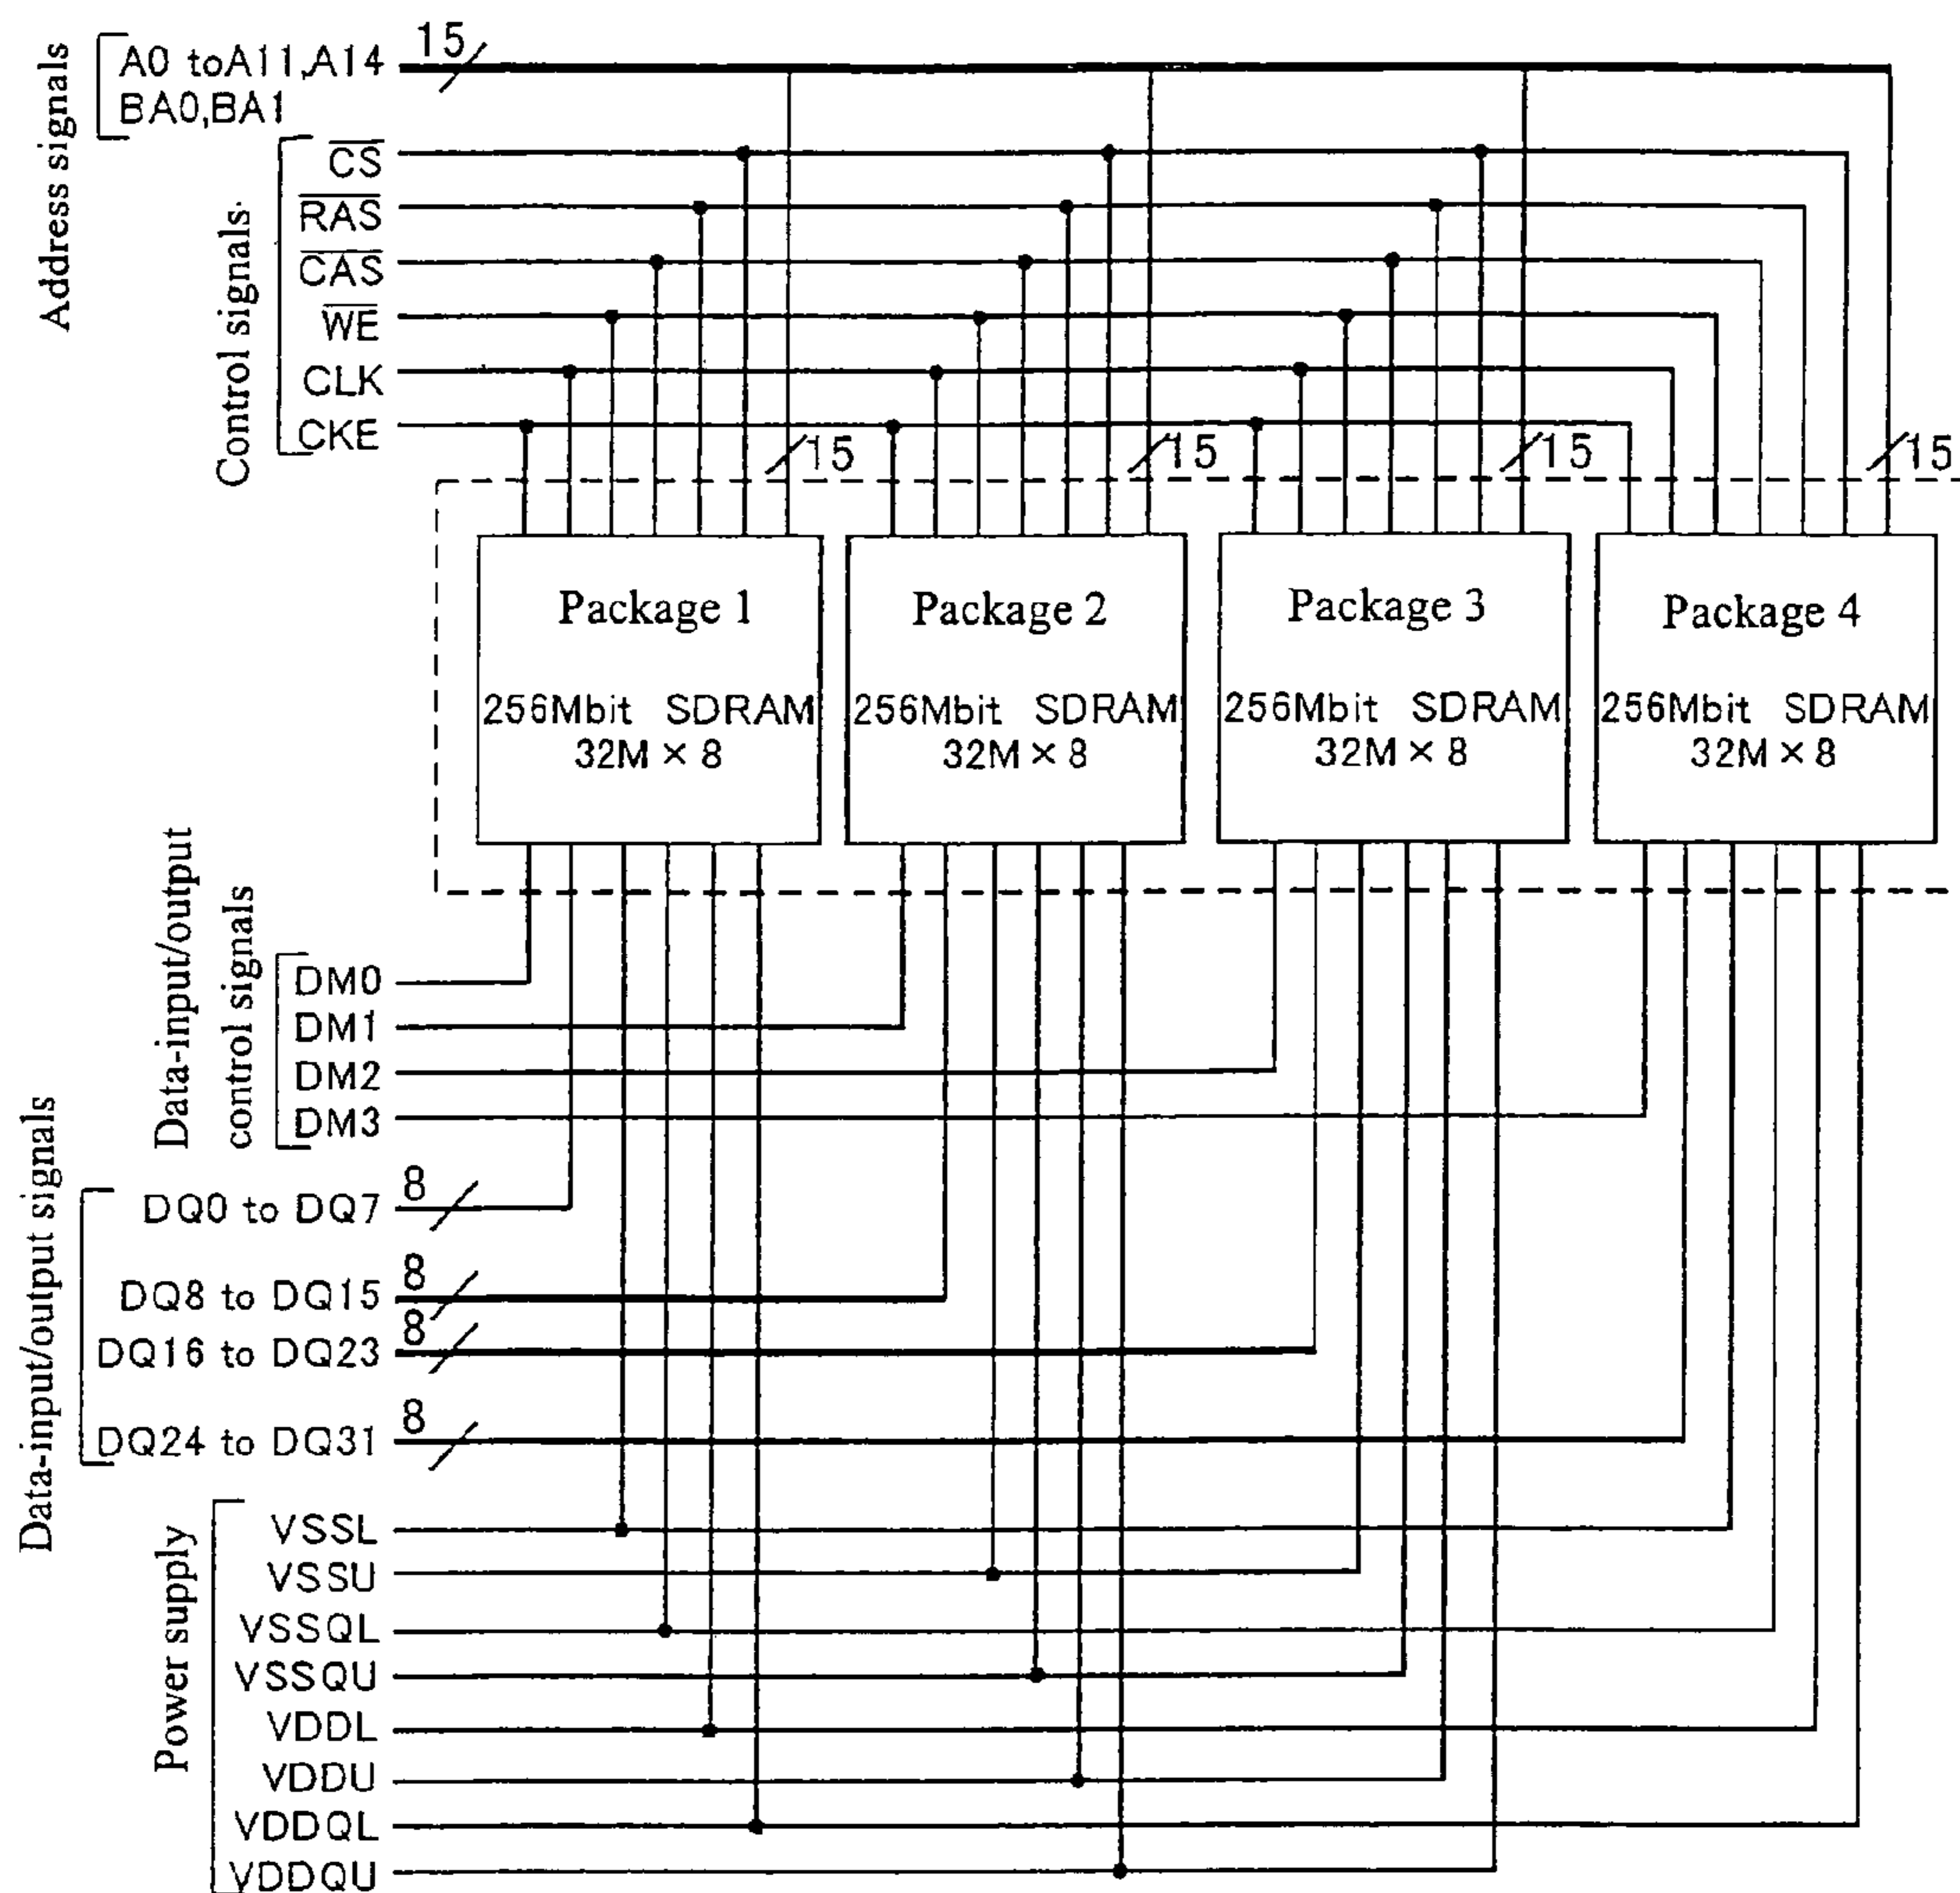 Address signals
A0 toA11,A14
BA0,BA1
15
Control signals
CS
RAS
CAS
WE
CLK
CKE
15
15
15
15
Package 1
256Mbit SDRAM
32M × 8
Package 2
256Mbit SDRAM
32M × 8
Package 3
256Mbit SDRAM
32M × 8
Package 4
256Mbit SDRAM
32M × 8
Data-input/output
control signals
DM0
DM1
DM2
DM3
Data-input/output signals
DQ0 to DQ7
8
DQ8 to DQ15
8
DQ16 to DQ23
8
DQ24 to DQ31
8
Power supply
VSSL
VSSU
VSSQL
VSSQU
VDDL
VDDU
VDDQL
VDDQU